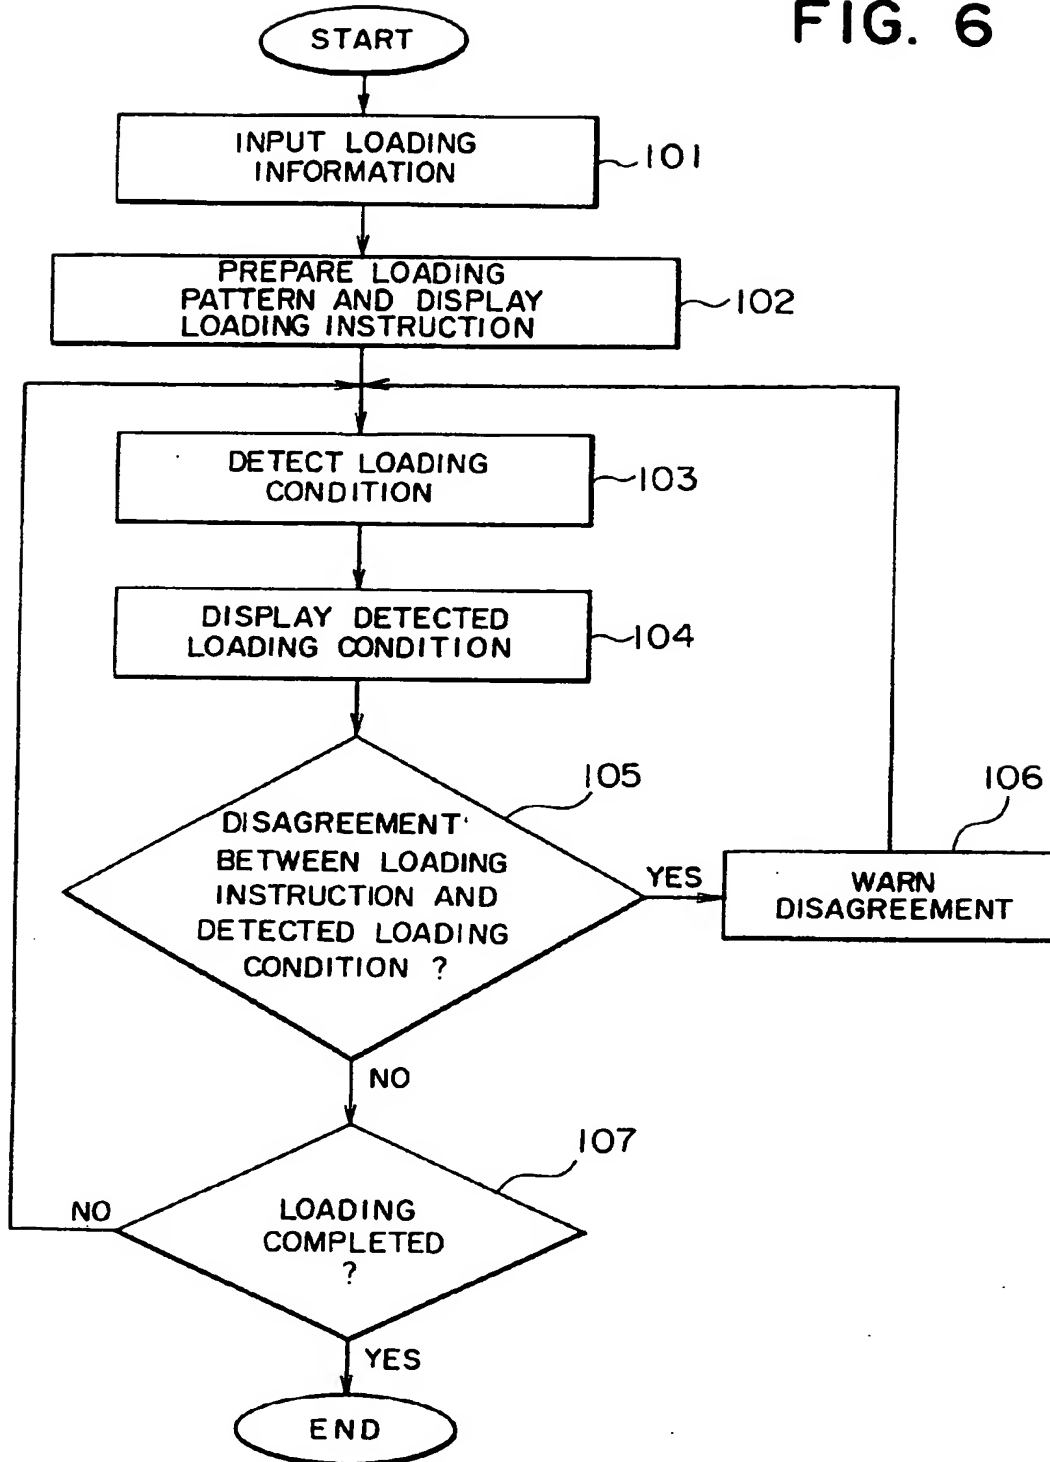 FIG. 6
START
INPUT LOADING
INFORMATION
101
PREPARE LOADING
PATTERN AND DISPLAY
LOADING INSTRUCTION
102
DETECT LOADING
CONDITION
103
DISPLAY DETECTED
LOADING CONDITION
104
105
DISAGREEMENT
BETWEEN LOADING
INSTRUCTION AND
DETECTED LOADING
CONDITION ?
YES
106
WARN
DISAGREEMENT
NO
107
LOADING
COMPLETED
?
NO
YES
END